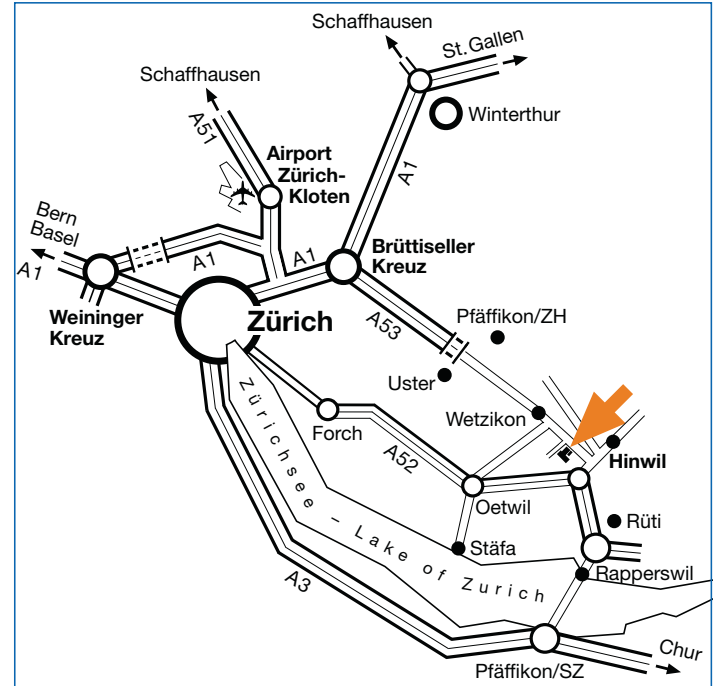 Schaffhausen
St. Gallen
Schaffhausen
Winterthur
A51
A1
Airport
Zürich-
Kloten
Bern
Basel
A1
A1
A1
Brüttiseller
Kreuz
Weininger
Kreuz
Zürich
A53
Pfäffikon/ZH
Uster
Wetzikon
Forch
A52
Hinwil
Oetwil
Rüti
Stäfa
Zürichsee – Lake of Zurich
Rapperswil
A3
Chur
Pfäffikon/SZ